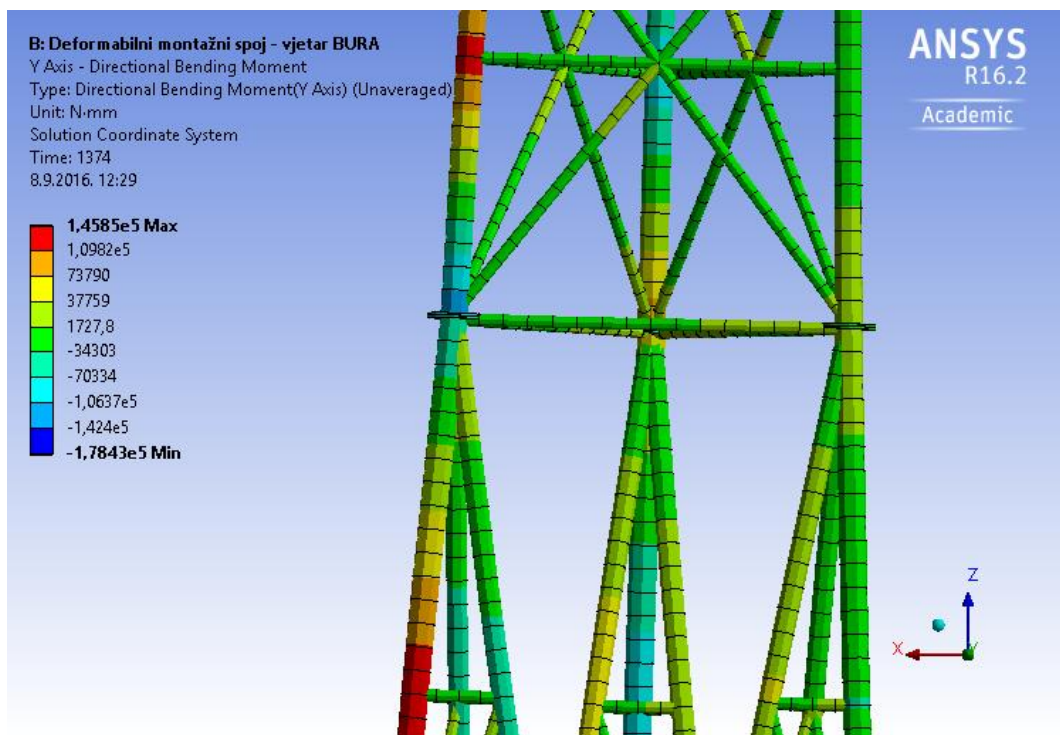 B: Deformabilni montažni spoj - vjetar BURA
Y Axis - Directional Bending Moment
Type: Directional Bending Moment(Y Axis) (Unaveraged)
Unit: N·mm
Solution Coordinate System
Time: 1374
8.9.2016. 12:29
1,4585e5 Max
1,0982e5
73790
37759
1727,8
-34303
-70334
-1,0637e5
-1,424e5
-1,7843e5 Min
ANSYS
R16.2
Academic
Z
X
Y